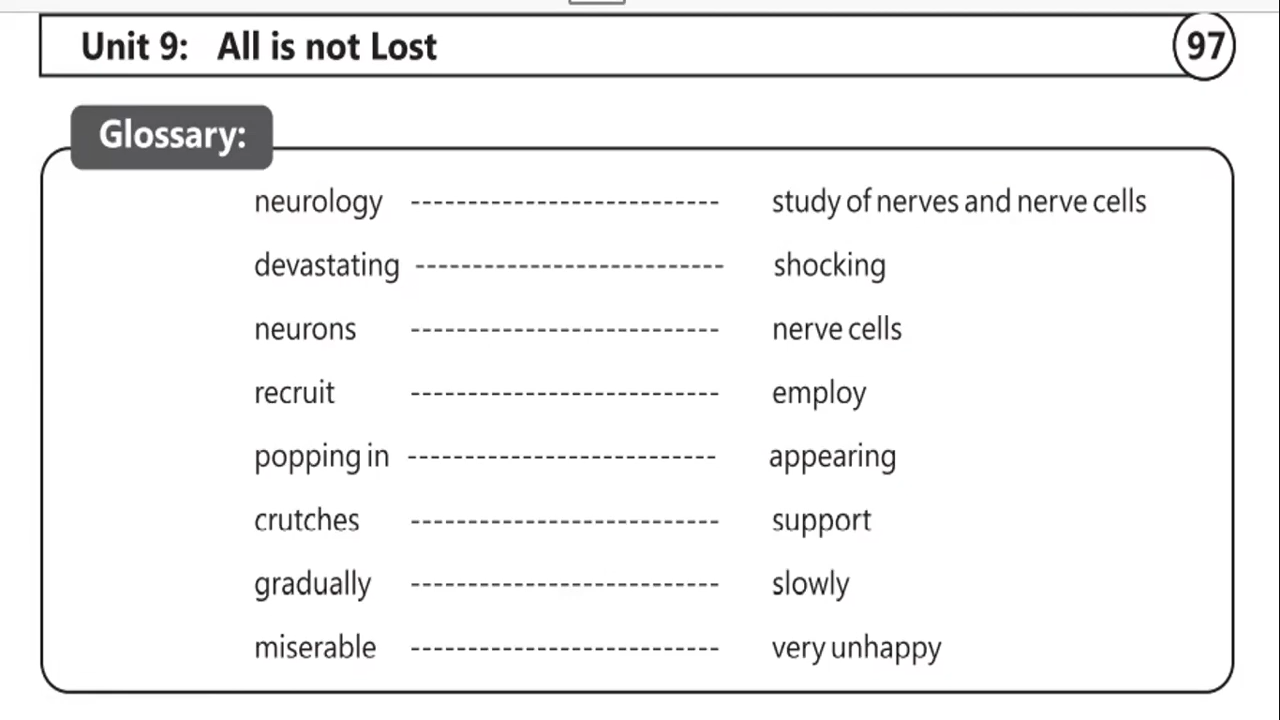 Unit 9: All is not Lost 97
Glossary:
neurology -------------------------- study of nerves and nerve cells
devastating -------------------------- shocking
neurons -------------------------- nerve cells
recruit -------------------------- employ
popping in -------------------------- appearing
crutches -------------------------- support
gradually -------------------------- slowly
miserable -------------------------- very unhappy